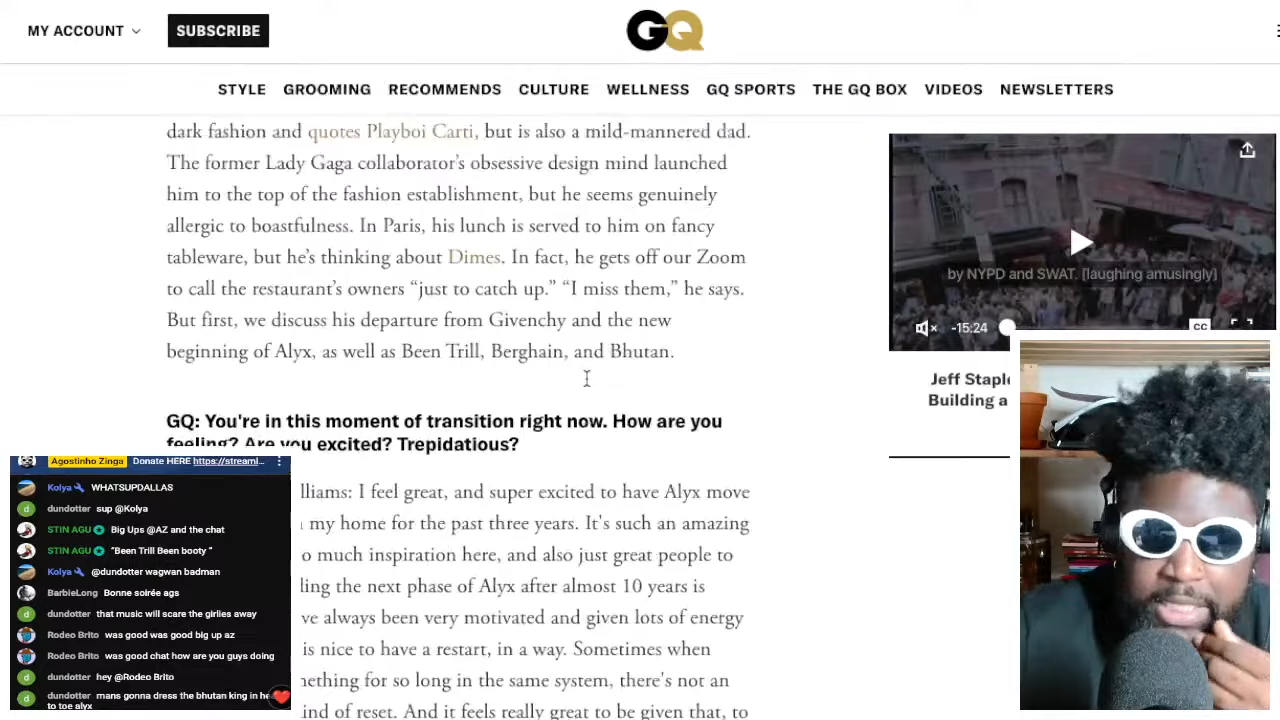 MY ACCOUNT
SUBSCRIBE
GQ
STYLE GROOMING RECOMMENDS CULTURE WELLNESS GQ SPORTS THE GQ BOX VIDEOS NEWSLETTERS
dark fashion and quotes Playboi Carti, but is also a mild-mannered dad.
The former Lady Gaga collaborator's obsessive design mind launched
him to the top of the fashion establishment, but he seems genuinely
allergic to boastfulness. In Paris, his lunch is served to him on fancy
tableware, but he's thinking about Dimes. In fact, he gets off our Zoom
to call the restaurant's owners “just to catch up.” “I miss them,” he says.
But first, we discuss his departure from Givenchy and the new
beginning of Alyx, as well as Been Trill, Berghain, and Bhutan.
GQ: You're in this moment of transition right now. How are you
feeling? Are you excited? Trepidatious?
lliams: I feel great, and super excited to have Alyx move
my home for the past three years. It's such an amazing
o much inspiration here, and also just great people to
ding the next phase of Alyx after almost 10 years is
ve always been very motivated and given lots of energy
is nice to have a restart, in a way. Sometimes when
nething for so long in the same system, there's not an
ind of reset. And it feels really great to be given that, to
by NYPD and SWAT. [laughing amusingly]
-15:24
CC
Jeff Stapl
Building a
Agostinho Zinga Donate HERE https://streaml...
Kolya WHATSUPDALLAS
dundotter sup @Kolya
STIN AGU Big Ups @AZ and the chat
STIN AGU "Been Trill Been booty "
Kolya @dundotter wagwan badman
BarbieLong Bonne soirée ags
dundotter that music will scare the girlies away
Rodeo Brito was good was good big up az
Rodeo Brito was good chat how are you guys doing
dundotter hey @Rodeo Brito
dundotter mans gonna dress the bhutan king in he
to toe alyx